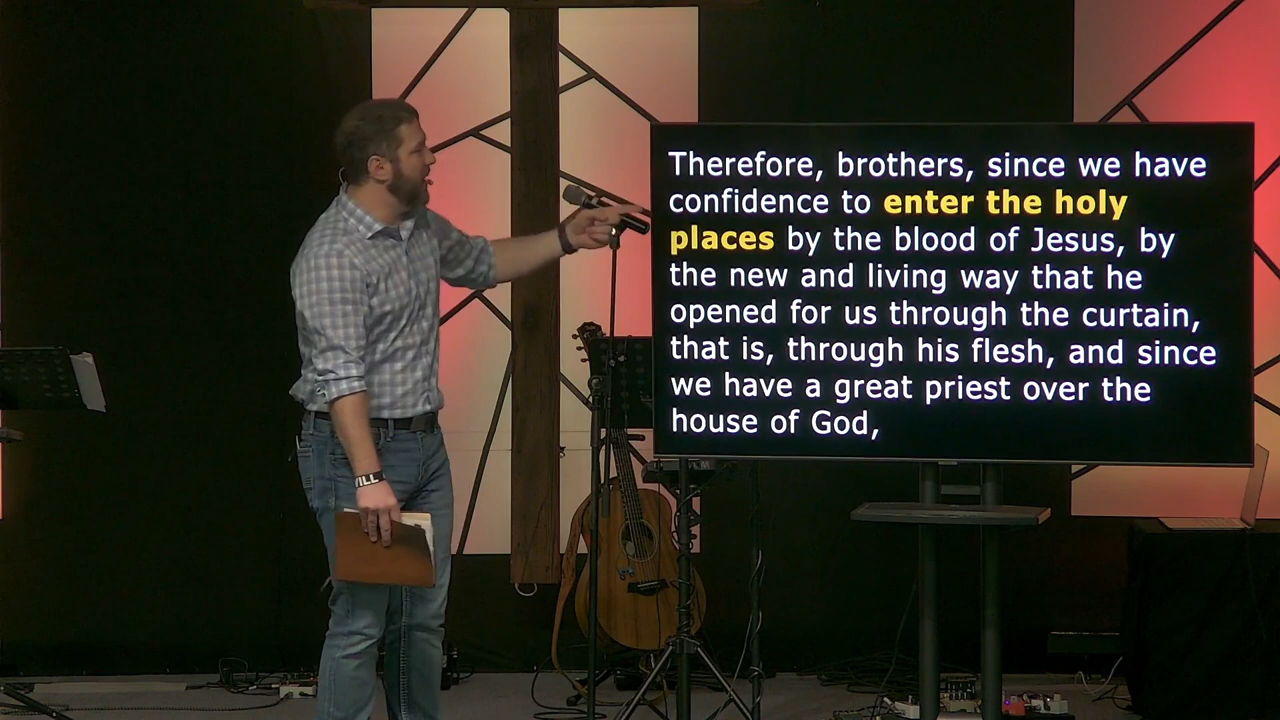 Therefore, brothers, since we have
confidence to enter the holy
places by the blood of Jesus, by
the new and living way that he
opened for us through the curtain,
that is, through his flesh, and since
we have a great priest over the
house of God,
VILL